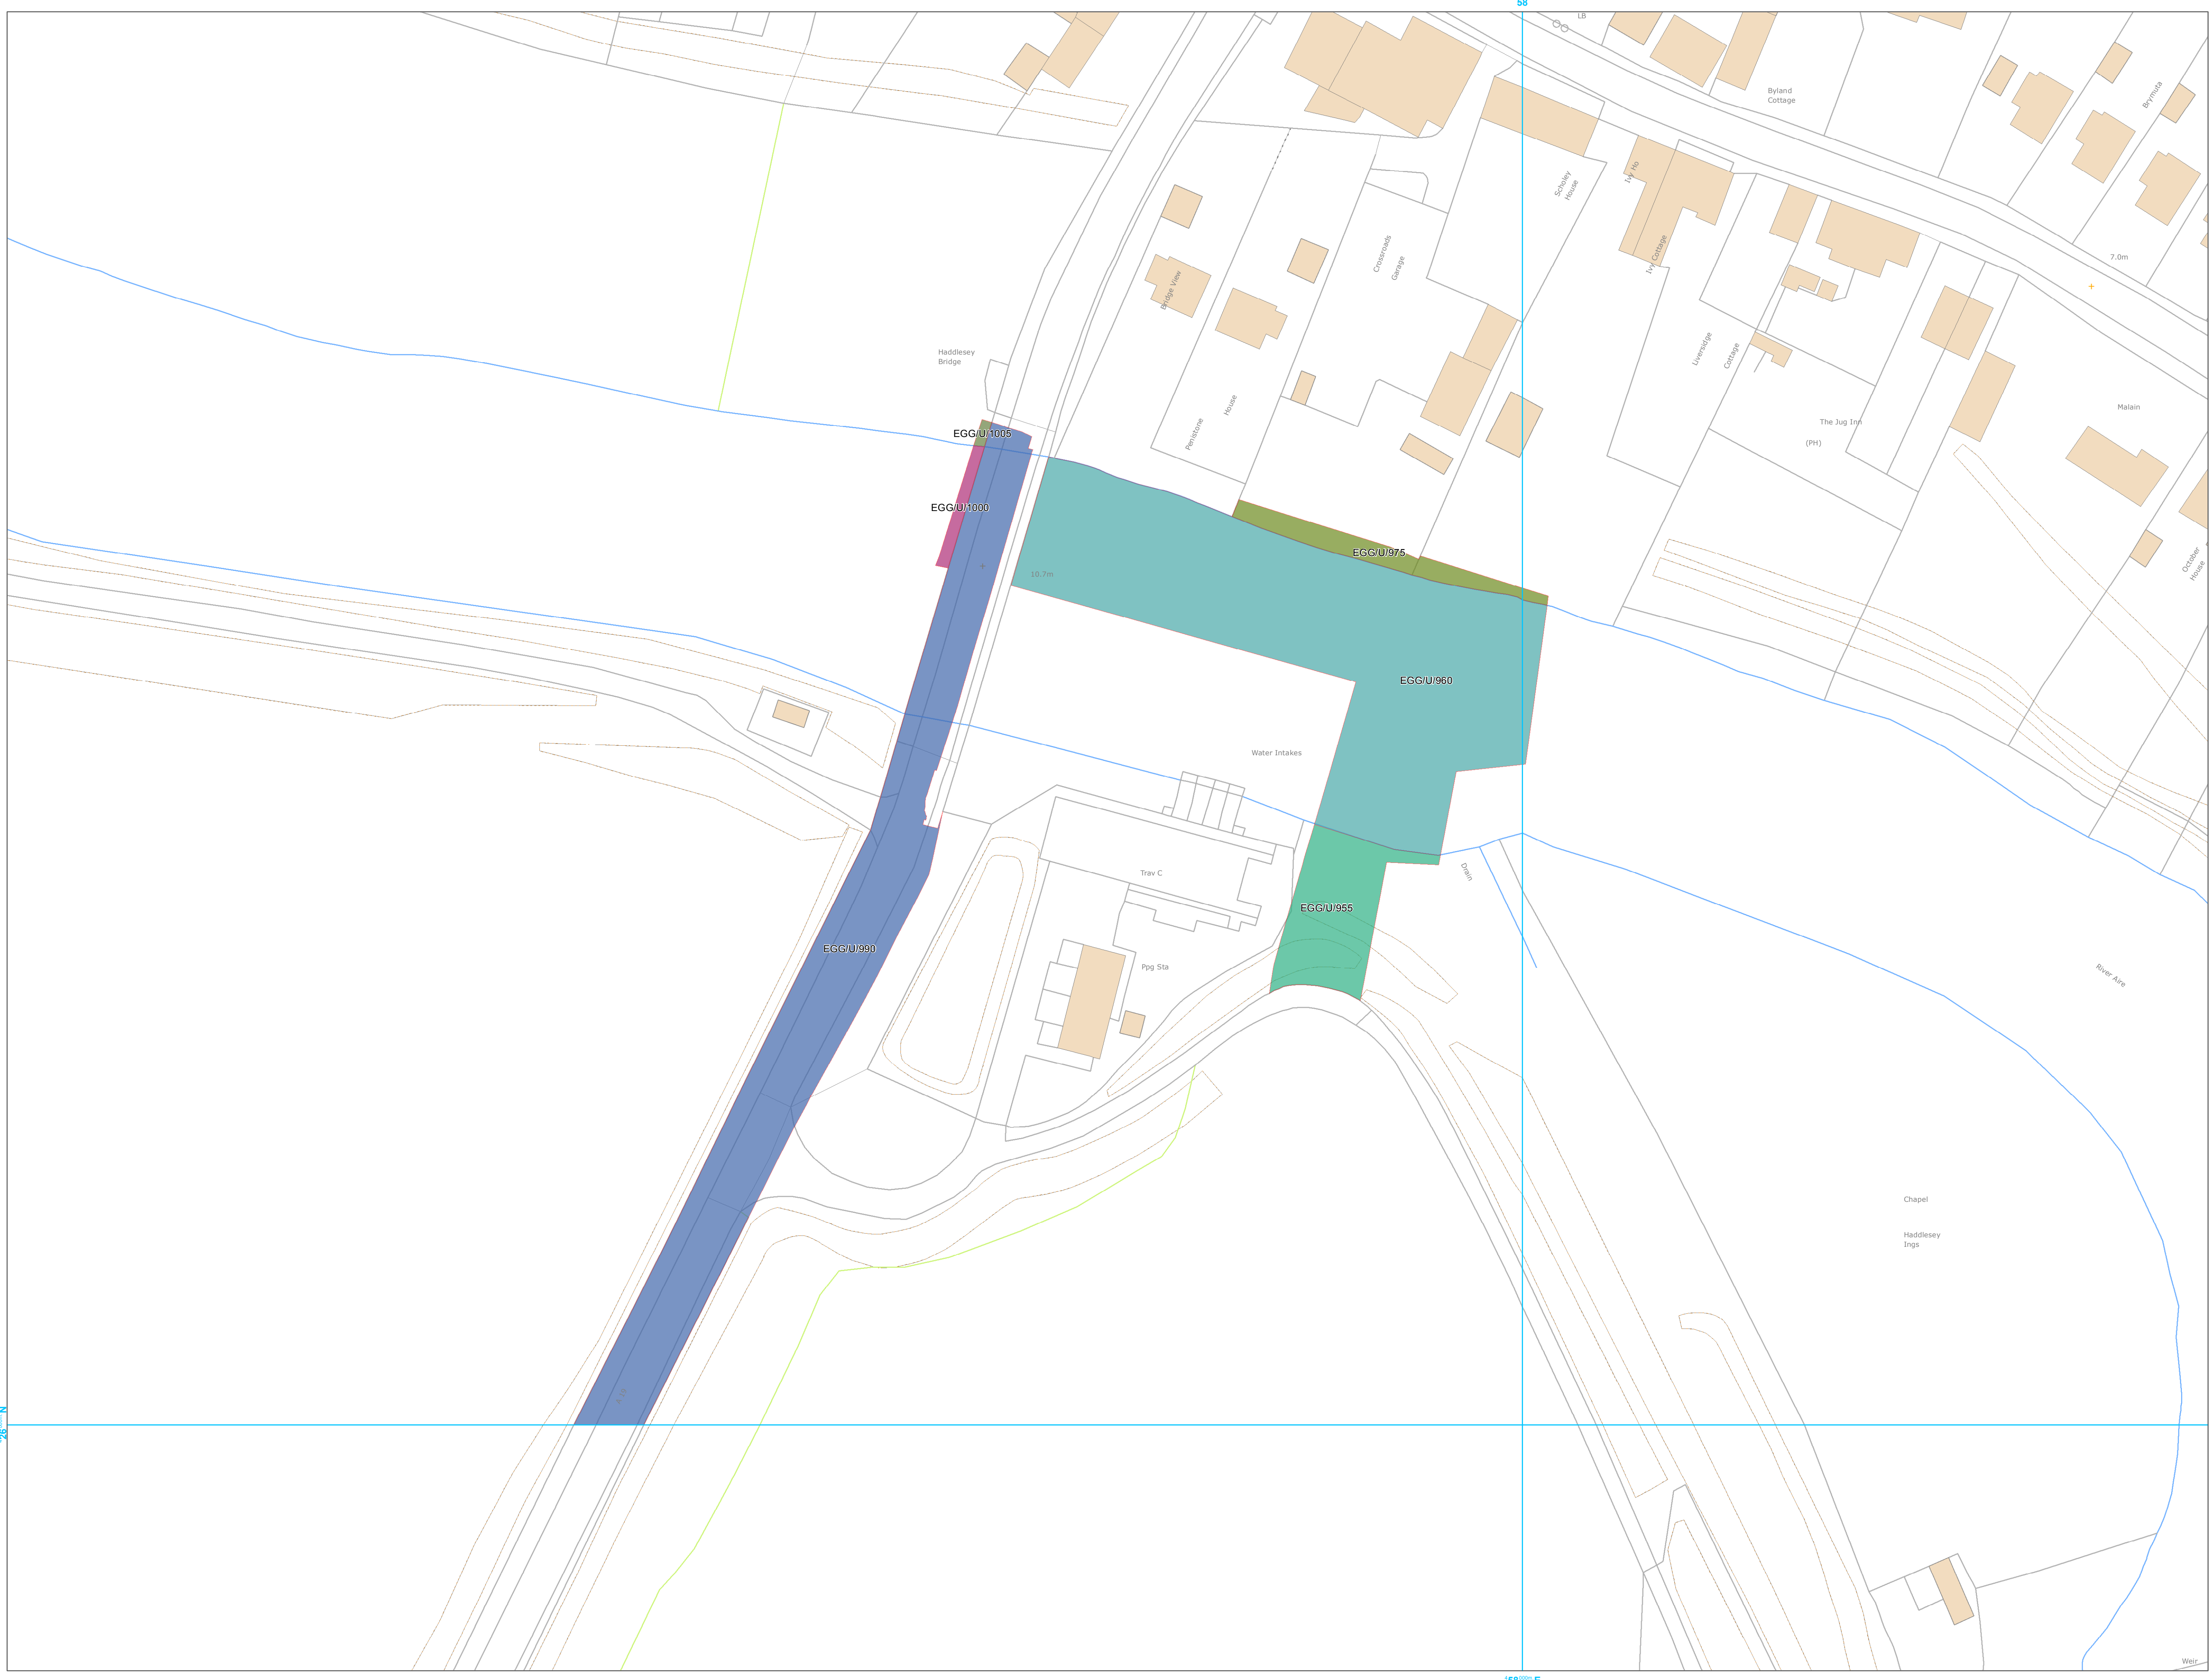 58
LB
Byland
Cottage
Brymuta
Scholey
House
Ivy Ho
Crossroads
Garage
Ivy Cottage
7.0m
Bridge View
Haddlesey
Bridge
Liversidge
Cottage
Penistone
House
Malain
The Jug Inn
(PH)
EGG/U/1005
EGG/U/1000
EGG/U/975
October
House
10.7m
EGG/U/960
Water Intakes
Trav C
Drain
EGG/U/955
EGG/U/990
Ppg Sta
River Aire
Chapel
Haddlesey
Ings
Weir